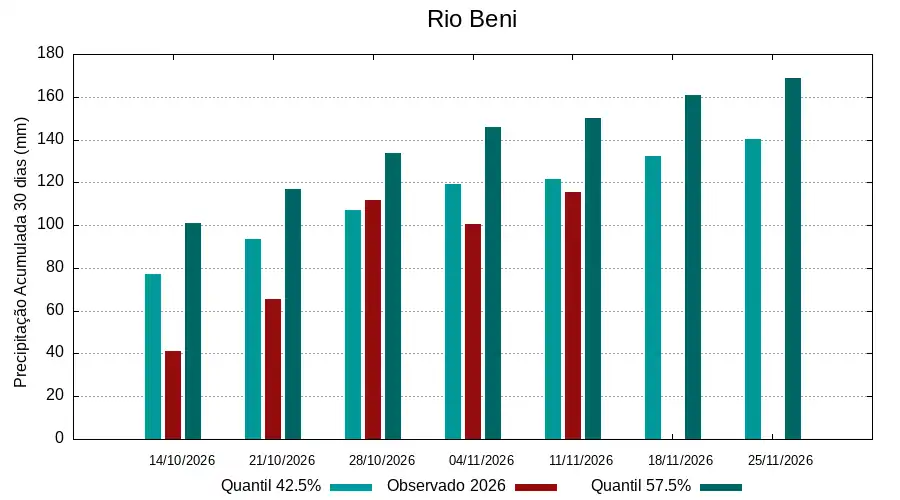 Rio Beni
Precipitação Acumulada 30 dias (mm)
180
160
140
120
100
80
60
40
20
0
14/10/2026 21/10/2026 28/10/2026 04/11/2026 11/11/2026 18/11/2026 25/11/2026
Quantil 42.5% Observado 2026 Quantil 57.5%